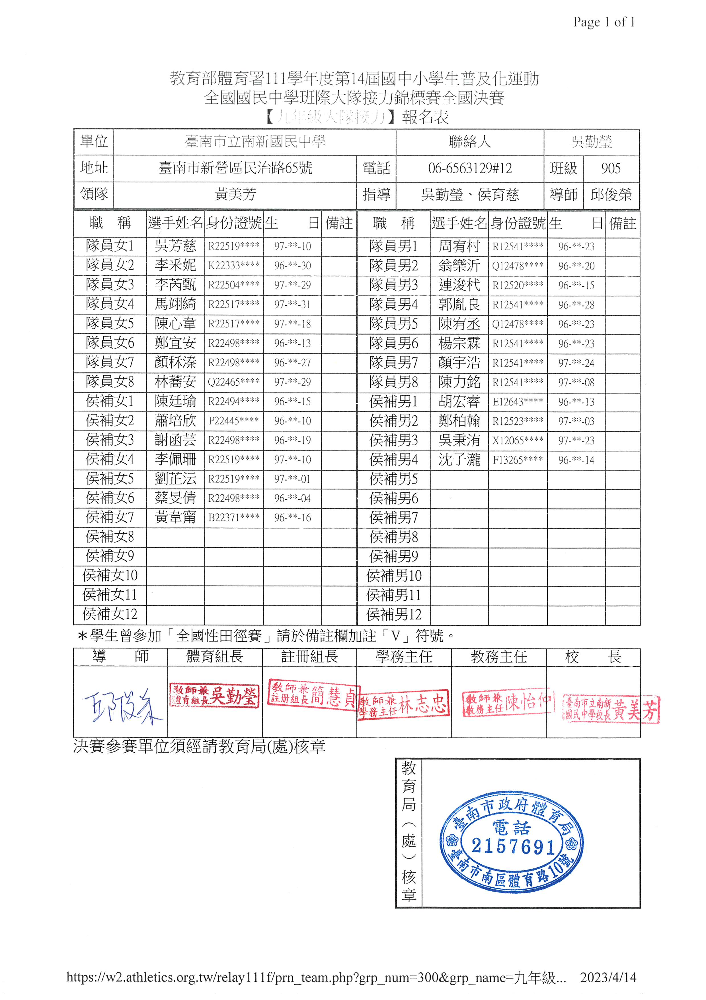 Page 1 of 1
教育部體育署111學年度第14屆國中小學生普及化運動
全國國民中學班際大隊接力錦標賽全國決賽
【九年級大隊接力】報名表
單位 臺南市立南新國民中學 聯絡人 吳勤瑩
地址 臺南市新營區民治路65號 電話 06-6563129#12 班級 905
領隊 黃美芳 指導 吳勤瑩、侯育慈 導師 邱俊榮
職 稱 選手姓名 身份證號 生 日 備註 職 稱 選手姓名 身份證號 生 日 備註
隊員女1 吳芳慈 R22519**** 97-**-10 隊員男1 周宥村 R12541**** 96-**-23
隊員女2 李釆妮 K22333**** 96-**-30 隊員男2 翁樂沂 Q12478**** 96-**-20
隊員女3 李芮甄 R22504**** 97-**-29 隊員男3 連浚杙 R12520**** 96-**-15
隊員女4 馬翊綺 R22517**** 97-**-31 隊員男4 郭胤良 R12541**** 96-**-28
隊員女5 陳心韋 R22517**** 97-**-18 隊員男5 陳宥丞 Q12478**** 96-**-23
隊員女6 鄭宜安 R22498**** 96-**-13 隊員男6 楊宗霖 R12541**** 96-**-23
隊員女7 顏秝溱 R22498**** 96-**-27 隊員男7 顏宇浩 R12541**** 97-**-24
隊員女8 林蕎安 Q22465**** 97-**-29 隊員男8 陳力銘 R12541**** 97-**-08
侯補女1 陳廷瑜 R22494**** 96-**-15 侯補男1 胡宏睿 E12643**** 96-**-13
侯補女2 蕭培欣 P22445**** 96-**-10 侯補男2 鄭柏翰 R12523**** 97-**-03
侯補女3 謝函芸 R22498**** 96-**-19 侯補男3 吳秉洧 X12065**** 97-**-23
侯補女4 李佩珊 R22519**** 97-**-10 侯補男4 沈子瀧 F13265**** 96-**-14
侯補女5 劉芷沄 R22519**** 97-**-01 侯補男5
侯補女6 蔡旻倩 R22498**** 96-**-04 侯補男6
侯補女7 黃韋甯 B22371**** 96-**-16 侯補男7
侯補女8 侯補男8
侯補女9 侯補男9
侯補女10 侯補男10
侯補女11 侯補男11
侯補女12 侯補男12
＊學生曾參加「全國性田徑賽」請於備註欄加註「V」符號。
導 師 體育組長 註冊組長 學務主任 教務主任 校 長
邱俊榮
教師兼
體育組長 吳勤瑩
教師兼
註册組長 簡慧貞
教師兼
學務主任 林志忠
教師兼
教務主任 陳怡仲
臺南市立南新
國民中學校長 黃美芳
決賽參賽單位須經請教育局(處)核章
教育局（處）核章
臺南市政府體育局
電話
2157691
臺南市南區體育路10號
https://w2.athletics.org.tw/relay111f/prn_team.php?grp_num=300&grp_name=九年級... 2023/4/14